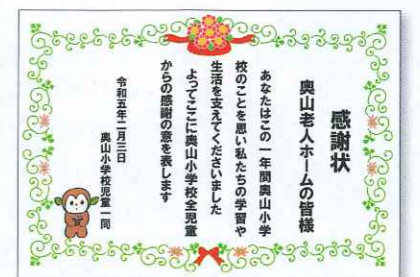 感謝状
奥山老人ホームの皆様
あなたはこの一年間奥山小学
校のことを思い私たちの学習や
生活を支えてくださいました
よってここに奥山小学校全児童
からの感謝の意を表します
令和五年二月三日
奥山小学校児童一同